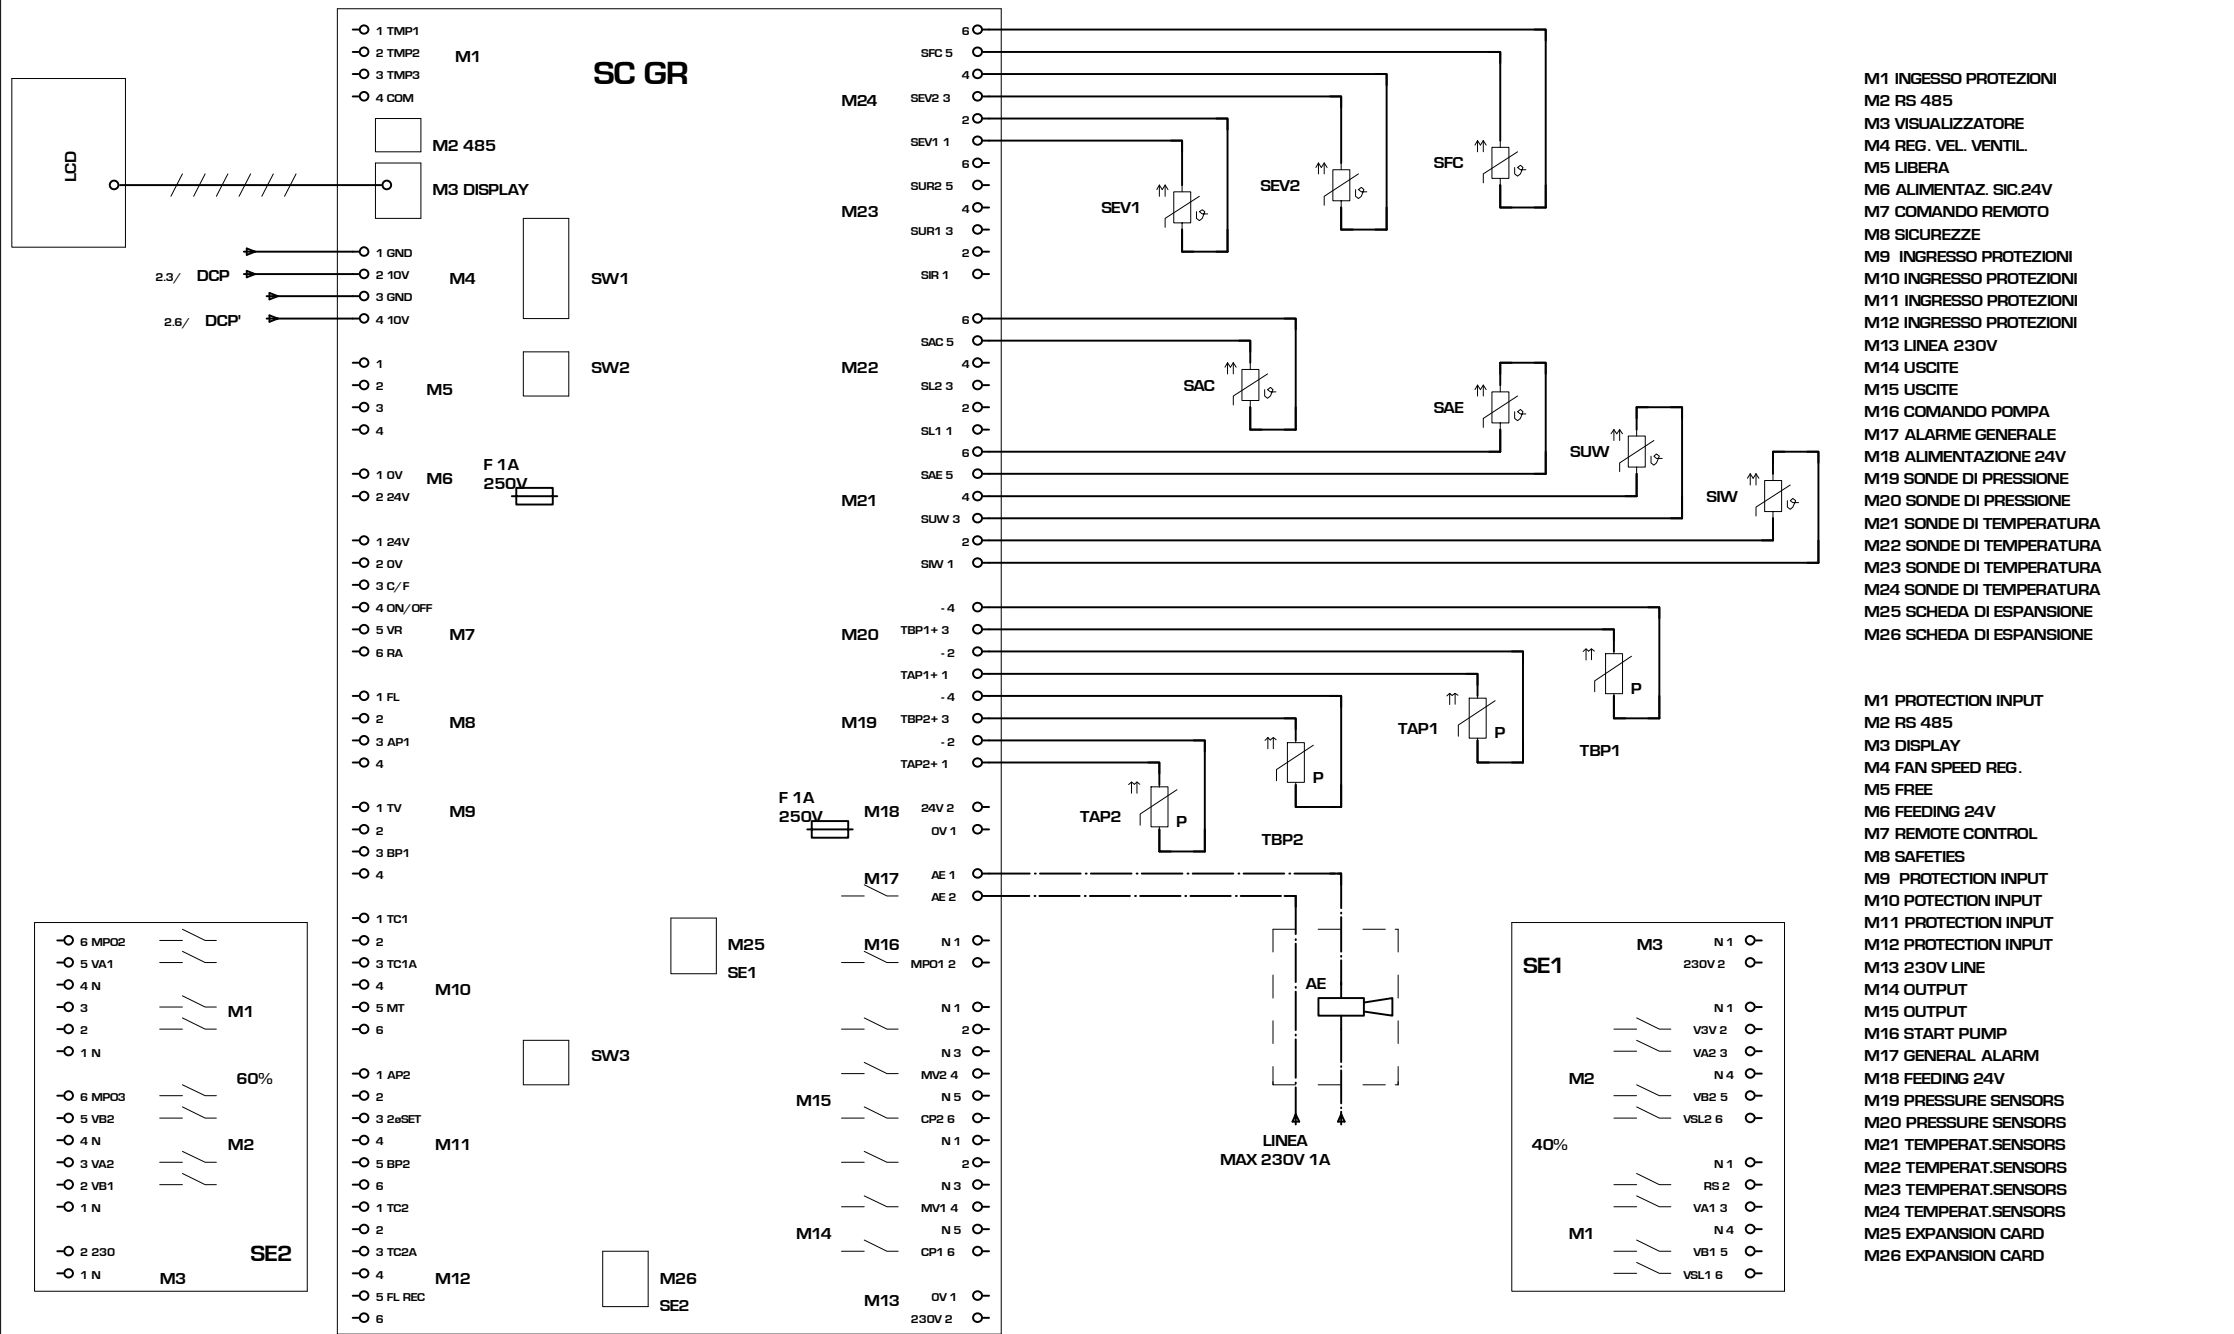 SC GR
1 TMP1
2 TMP2
3 TMP3
4 COM
M1
M2 485
M3 DISPLAY
LCD
1 GND
2 10V
3 GND
4 10V
M4
2.3/ DCP
2.6/ DCP'
SW1
SW2
1
2
3
4
M5
1 0V
2 24V
M6
F 1A
250V
1 24V
2 0V
3 C/F
4 ON/OFF
5 VR
6 RA
M7
1 FL
2
3 AP1
4
M8
1 TV
2
3 BP1
4
M9
1 TC1
2
3 TC1A
4
5 MT
6
M10
1 AP2
2
3 2øSET
4
5 BP2
6
M11
1 TC2
2
3 TC2A
4
5 FL REC
6
M12
SW3
M25
SE1
M26
SE2
6
SFC 5
4
SEV2 3
2
SEV1 1
M24
6
SUR2 5
4
SUR1 3
2
SIR 1
M23
6
SAC 5
4
SL2 3
2
SL1 1
M22
6
SAE 5
4
SUW 3
2
SIW 1
M21
- 4
TBP1+ 3
- 2
TAP1+ 1
M20
- 4
TBP2+ 3
- 2
TAP2+ 1
M19
F 1A
250V
M18
24V 2
0V 1
M17
AE 1
AE 2
M16
N 1
MPO1 2
N 1
2
N 3
MV2 4
N 5
CP2 6
M15
N 1
2
N 3
MV1 4
N 5
CP1 6
M14
M13
0V 1
230V 2
SEV1
SEV2
SFC
SAC
SAE
SUW
SIW
TBP1
P
TAP1
P
TBP2
P
TAP2
P
AE
LINEA
MAX 230V 1A
6 MPO2
5 VA1
4 N
3
2
1 N
M1
60%
6 MPO3
5 VB2
4 N
3 VA2
2 VB1
1 N
M2
2 230
1 N
M3
SE2
SE1
M3
N 1
230V 2
N 1
V3V 2
VA2 3
N 4
VB2 5
VSL2 6
M2
40%
N 1
RS 2
VA1 3
N 4
VB1 5
VSL1 6
M1
M1 INGESSO PROTEZIONI
M2 RS 485
M3 VISUALIZZATORE
M4 REG. VEL. VENTIL.
M5 LIBERA
M6 ALIMENTAZ. SIC.24V
M7 COMANDO REMOTO
M8 SICUREZZE
M9 INGRESSO PROTEZIONI
M10 INGRESSO PROTEZIONI
M11 INGRESSO PROTEZIONI
M12 INGRESSO PROTEZIONI
M13 LINEA 230V
M14 USCITE
M15 USCITE
M16 COMANDO POMPA
M17 ALARME GENERALE
M18 ALIMENTAZIONE 24V
M19 SONDE DI PRESSIONE
M20 SONDE DI PRESSIONE
M21 SONDE DI TEMPERATURA
M22 SONDE DI TEMPERATURA
M23 SONDE DI TEMPERATURA
M24 SONDE DI TEMPERATURA
M25 SCHEDA DI ESPANSIONE
M26 SCHEDA DI ESPANSIONE
M1 PROTECTION INPUT
M2 RS 485
M3 DISPLAY
M4 FAN SPEED REG.
M5 FREE
M6 FEEDING 24V
M7 REMOTE CONTROL
M8 SAFETIES
M9 PROTECTION INPUT
M10 POTECTION INPUT
M11 PROTECTION INPUT
M12 PROTECTION INPUT
M13 230V LINE
M14 OUTPUT
M15 OUTPUT
M16 START PUMP
M17 GENERAL ALARM
M18 FEEDING 24V
M19 PRESSURE SENSORS
M20 PRESSURE SENSORS
M21 TEMPERAT.SENSORS
M22 TEMPERAT.SENSORS
M23 TEMPERAT.SENSORS
M24 TEMPERAT.SENSORS
M25 EXPANSION CARD
M26 EXPANSION CARD